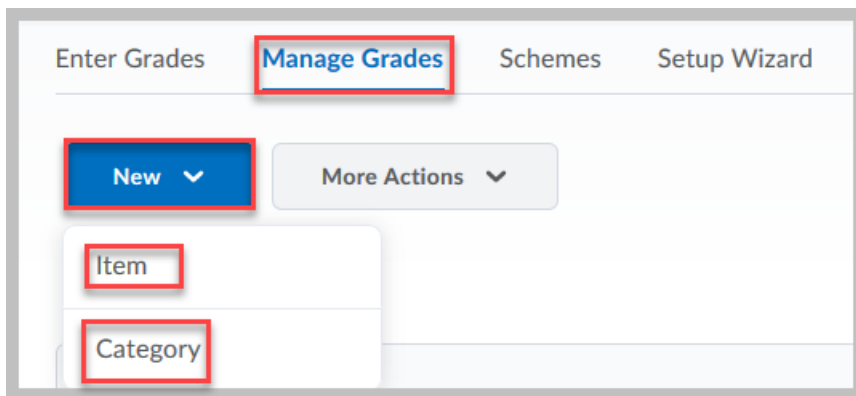 Enter Grades Manage Grades Schemes Setup Wizard
New More Actions
Item
Category